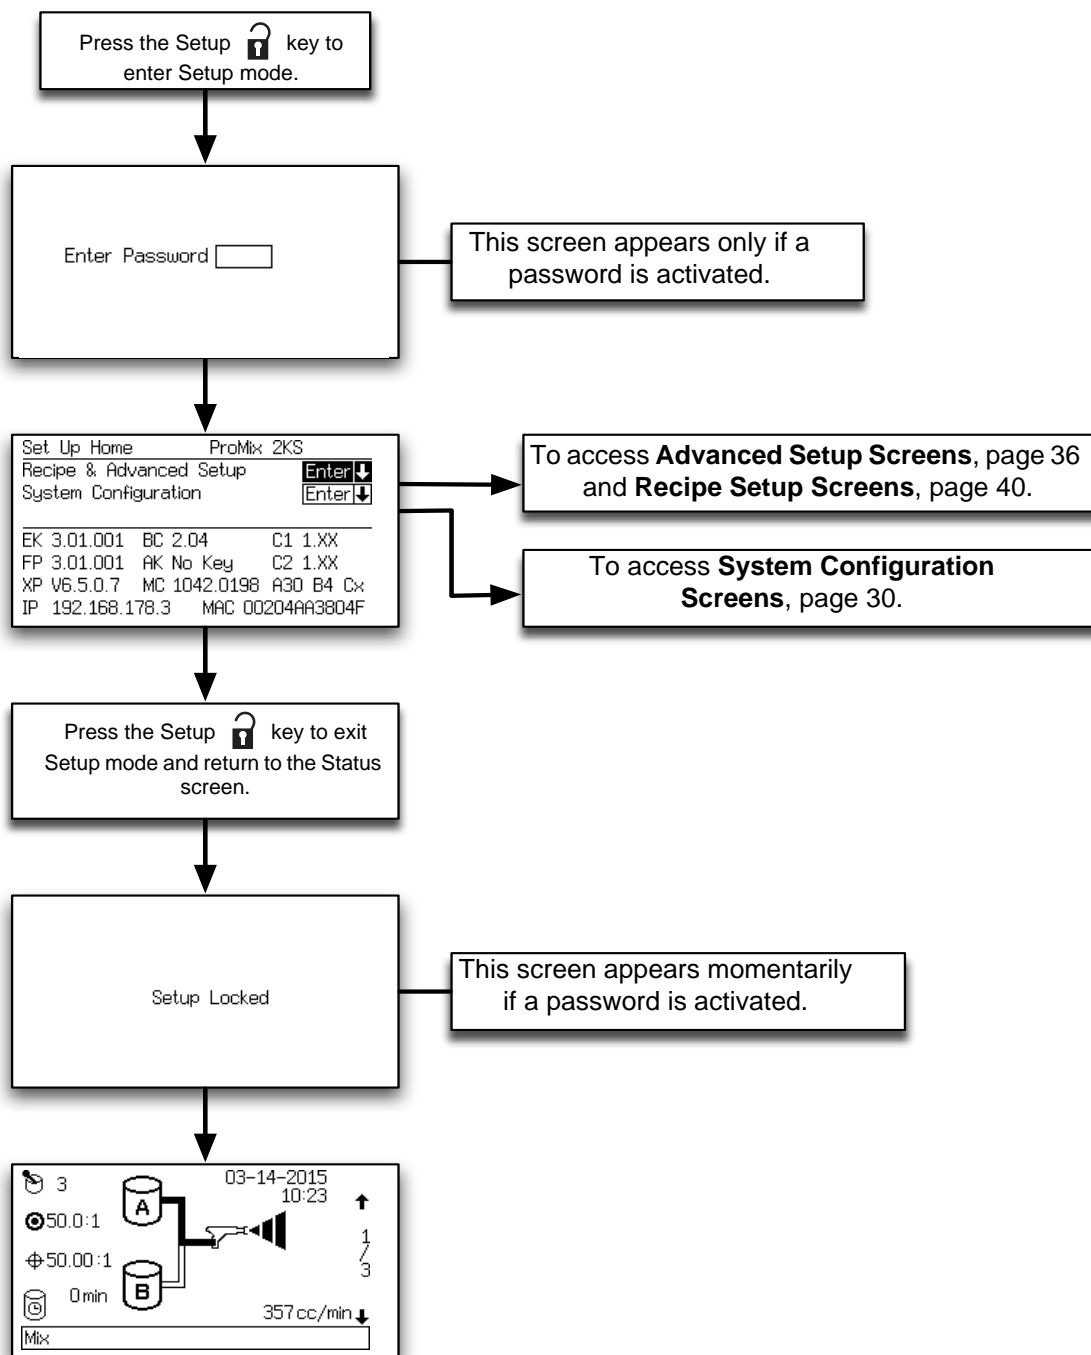 Press the Setup key to
enter Setup mode.
Enter Password
This screen appears only if a
password is activated.
Set Up Home ProMix 2KS
Recipe & Advanced Setup Enter
System Configuration Enter
EK 3.01.001 BC 2.04 C1 1.XX
FP 3.01.001 AK No Key C2 1.XX
XP V6.5.0.7 MC 1042.0198 A30 B4 Cx
IP 192.168.178.3 MAC 00204AA3804F
To access Advanced Setup Screens, page 36
and Recipe Setup Screens, page 40.
To access System Configuration
Screens, page 30.
Press the Setup key to exit
Setup mode and return to the Status
screen.
Setup Locked
This screen appears momentarily
if a password is activated.
3
03-14-2015
10:23
A
50.0:1
1
/
3
50.00:1
B
0min
357cc/min
Mix